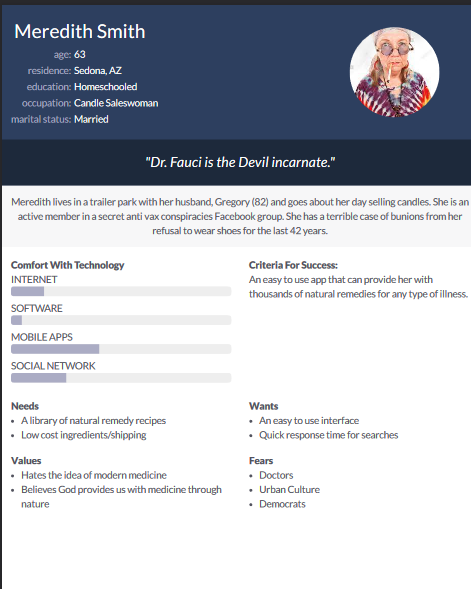 Meredith Smith
age: 63
residence: Sedona, AZ
education: Homeschooled
occupation: Candle Saleswoman
marital status: Married
"Dr. Fauci is the Devil incarnate."
Meredith lives in a trailer park with her husband, Gregory (82) and goes about her day selling candles. She is an
active member in a secret anti vax conspiracies Facebook group. She has a terrible case of bunions from her
refusal to wear shoes for the last 42 years.
Comfort With Technology
INTERNET
SOFTWARE
MOBILE APPS
SOCIAL NETWORK
Criteria For Success:
An easy to use app that can provide her with
thousands of natural remedies for any type of illness.
Needs
• A library of natural remedy recipes
• Low cost ingredients/shipping
Wants
• An easy to use interface
• Quick response time for searches
Values
• Hates the idea of modern medicine
• Believes God provides us with medicine through
nature
Fears
• Doctors
• Urban Culture
• Democrats